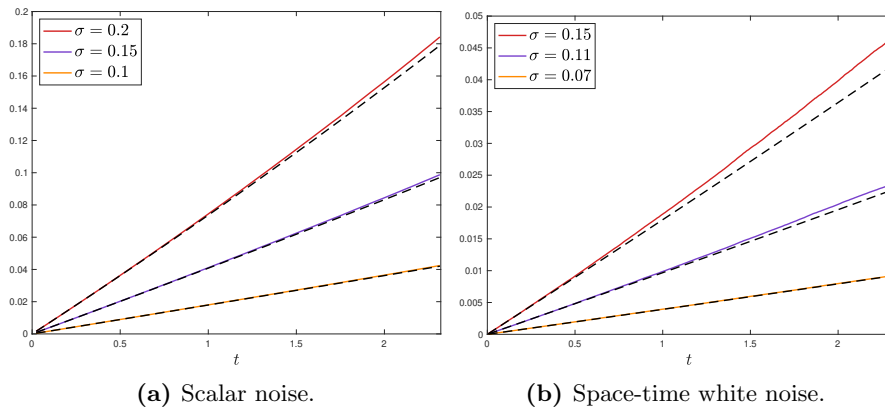 0.2
0.18
0.16
0.14
0.12
0.1
0.08
0.06
0.04
0.02
0
σ = 0.2
σ = 0.15
σ = 0.1
0 0.5 1 1.5 2
t
(a) Scalar noise.
0.05
0.045
0.04
0.035
0.03
0.025
0.02
0.015
0.01
0.005
0
σ = 0.15
σ = 0.11
σ = 0.07
0 0.5 1 1.5 2
t
(b) Space-time white noise.